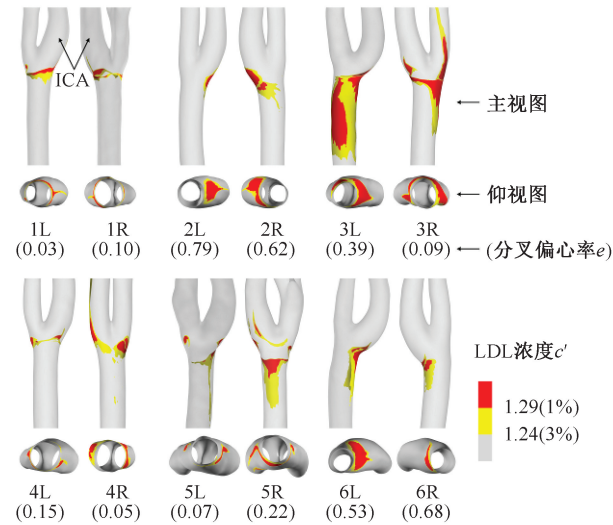 ICA
主视图
仰视图
1L 1R 2L 2R 3L 3R
(0.03) (0.10) (0.79) (0.62) (0.39) (0.09) (分叉偏心率e)
LDL浓度c′
1.29(1%)
1.24(3%)
4L 4R 5L 5R 6L 6R
(0.15) (0.05) (0.07) (0.22) (0.53) (0.68)